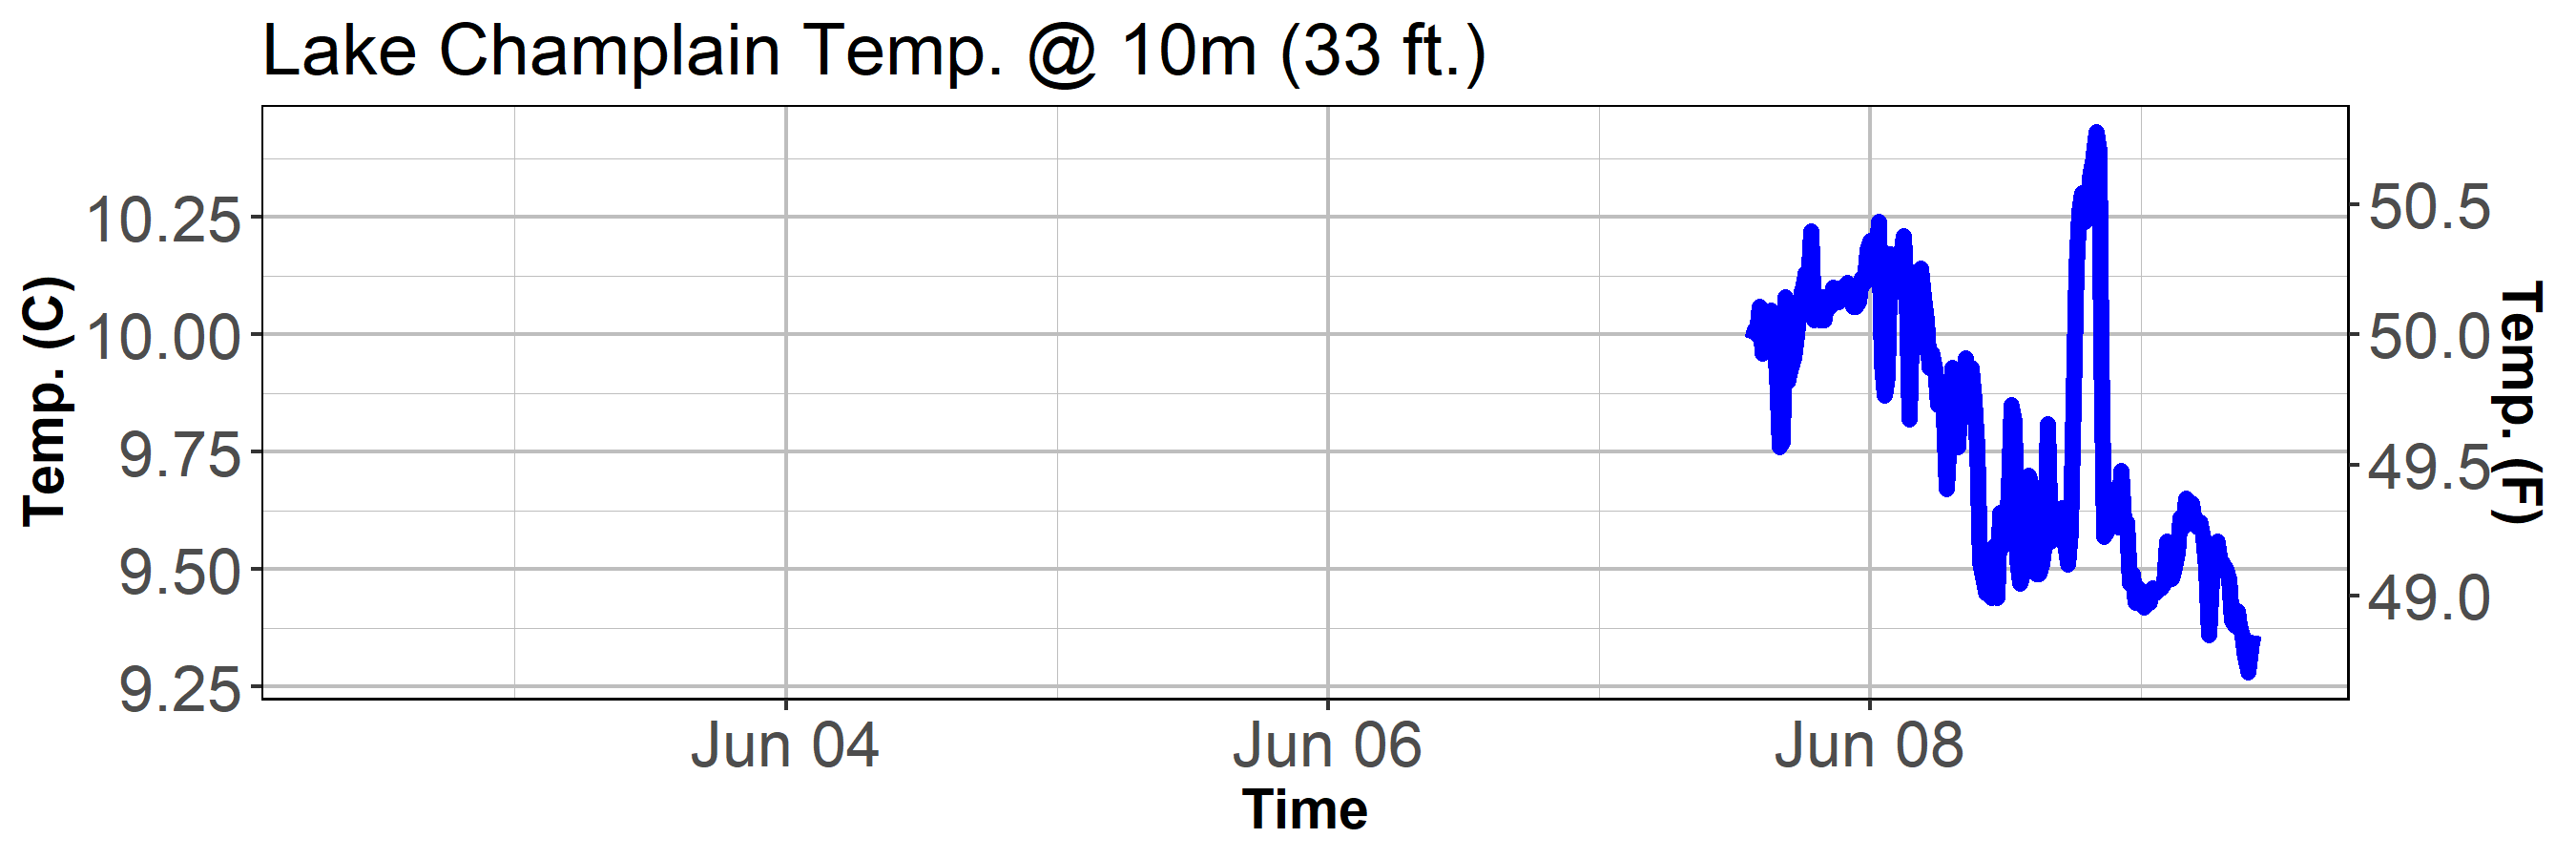 Lake Champlain Temp. @ 10m (33 ft.)
Temp. (C)
10.25
10.00
9.75
9.50
9.25
50.5
50.0
49.5
49.0
Temp. (F)
Jun 04
Jun 06
Jun 08
Time